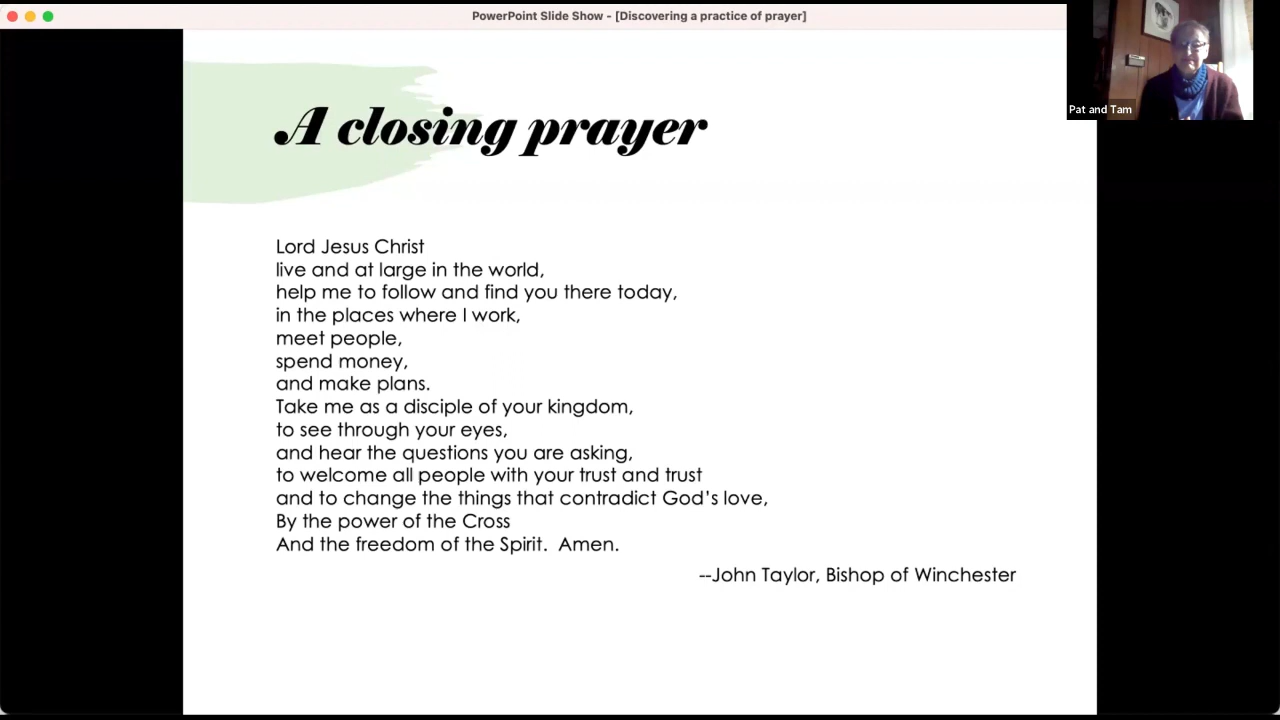 PowerPoint Slide Show - [Discovering a practice of prayer]
Pat and Tam
A closing prayer
Lord Jesus Christ
live and at large in the world,
help me to follow and find you there today,
in the places where I work,
meet people,
spend money,
and make plans.
Take me as a disciple of your kingdom,
to see through your eyes,
and hear the questions you are asking,
to welcome all people with your trust and trust
and to change the things that contradict God’s love,
By the power of the Cross
And the freedom of the Spirit.  Amen.
--John Taylor, Bishop of Winchester